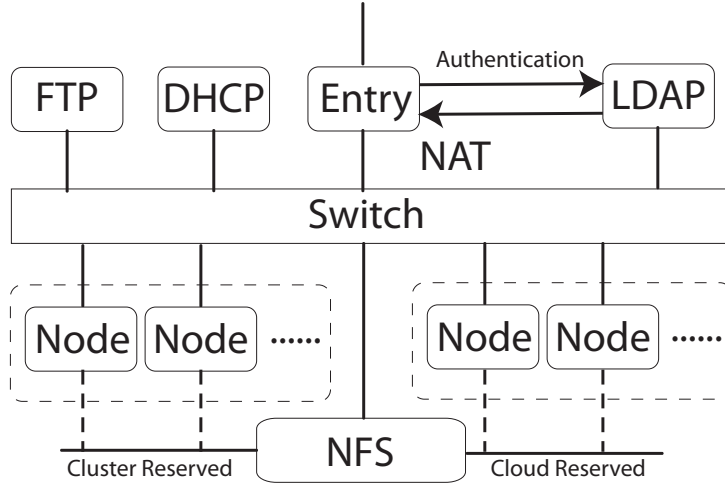 Authentication
FTP
DHCP
Entry
LDAP
NAT
Switch
Node
Node
......
Node
Node
......
NFS
Cluster Reserved
Cloud Reserved